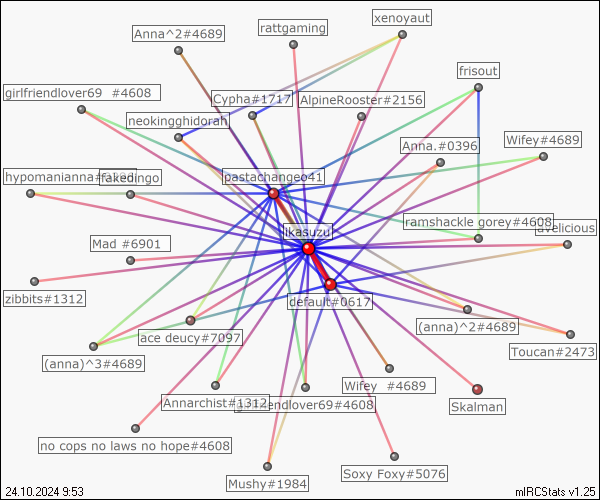 xenoyaut
rattgaming
Anna^2#4689
frisout
girlfriendlover69 #4608
Cypha#1717
AlpineRooster#2156
neokingghidorah
Wifey#4689
Anna.#0396
hypomanianna#
fakedingo
pastachangeo41
ramshackle gorey#4608
avelicious
likasuzu
Mad #6901
zibbits#1312
default#0617
(anna)^2#4689
ace deucy#7097
Toucan#2473
(anna)^3#4689
Wifey #4689
Annarchist#1312
endlover69#4608
Skalman
no cops no laws no hope#4608
Soxy Foxy#5076
Mushy#1984
24.10.2024 9:53
mIRCStats v1.25